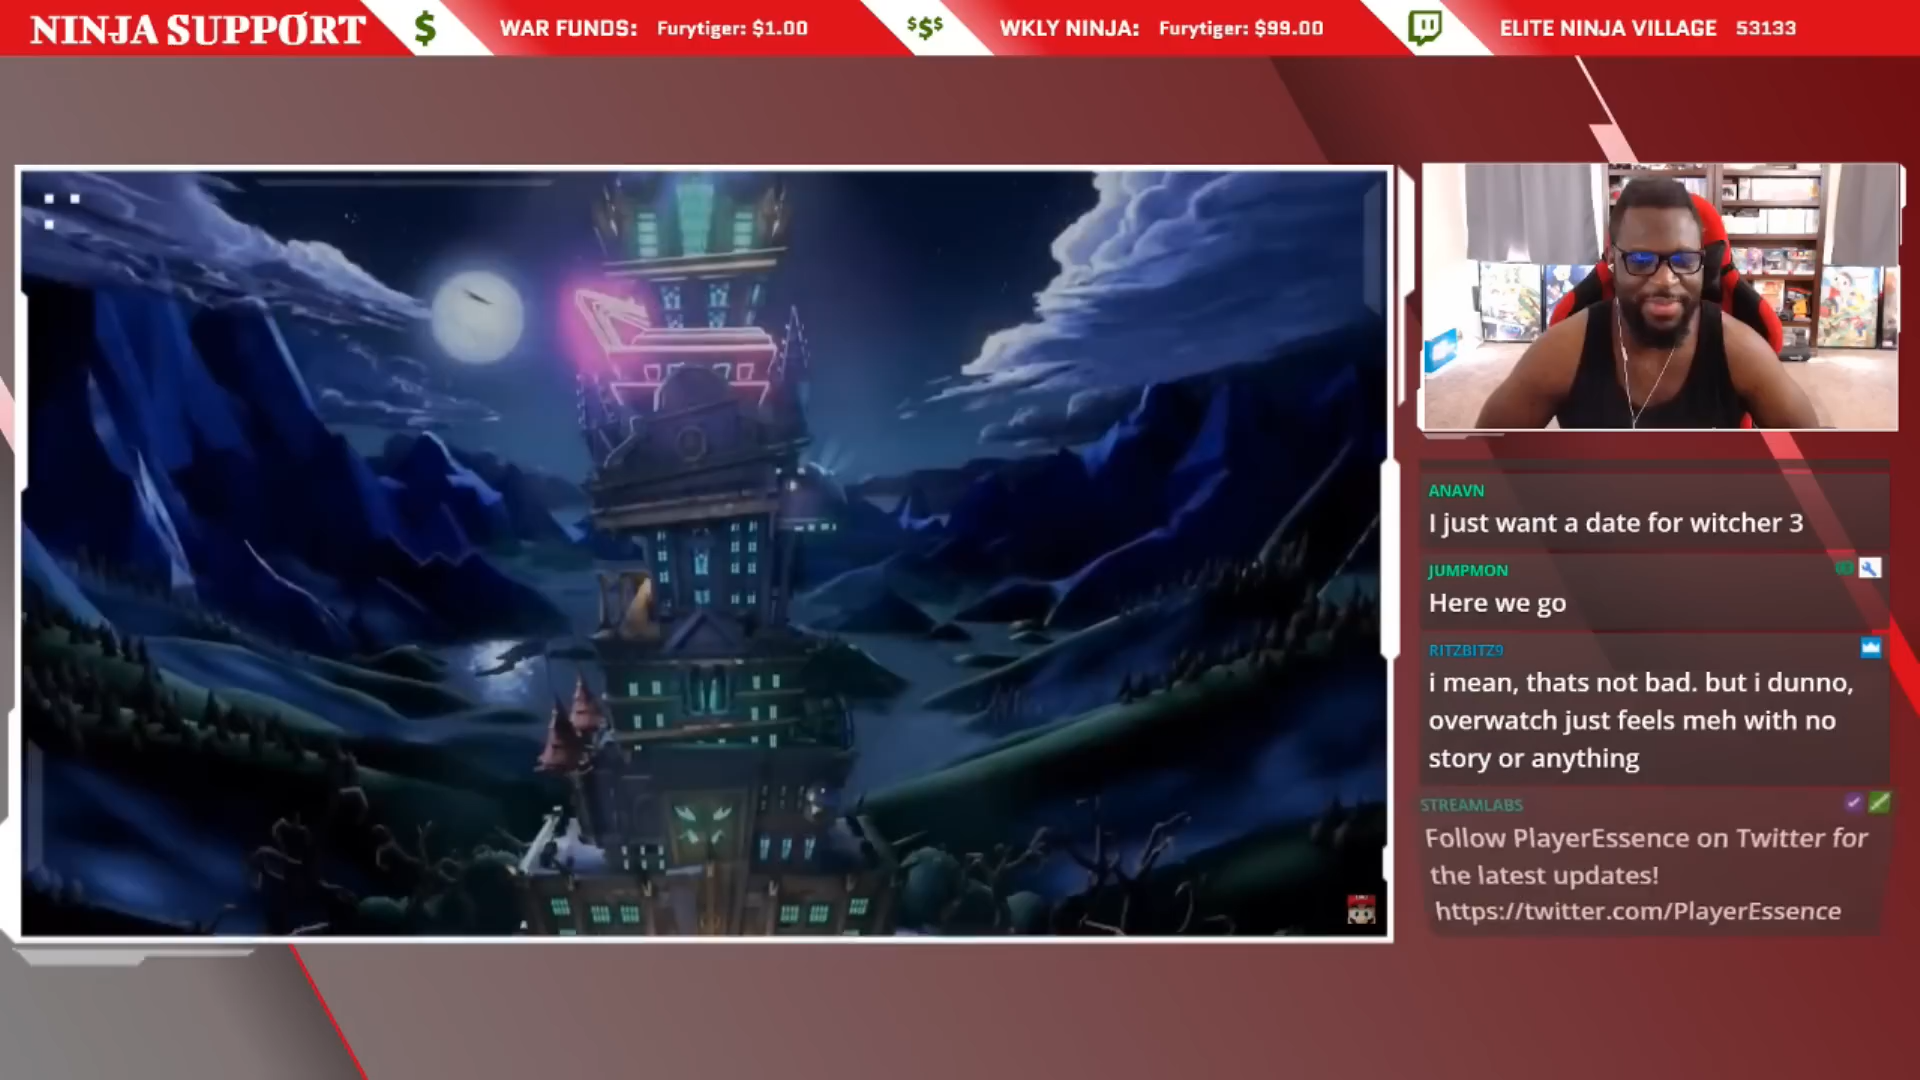 NINJA SUPPORT
$
WAR FUNDS: Furytiger: $1.00
$$$
WKLY NINJA: Furytiger: $99.00
ELITE NINJA VILLAGE 53133
ANAVN
I just want a date for witcher 3
JUMPMON
Here we go
RITZBITZ9
i mean, thats not bad. but i dunno,
overwatch just feels meh with no
story or anything
STREAMLABS
Follow PlayerEssence on Twitter for
the latest updates!
https://twitter.com/PlayerEssence